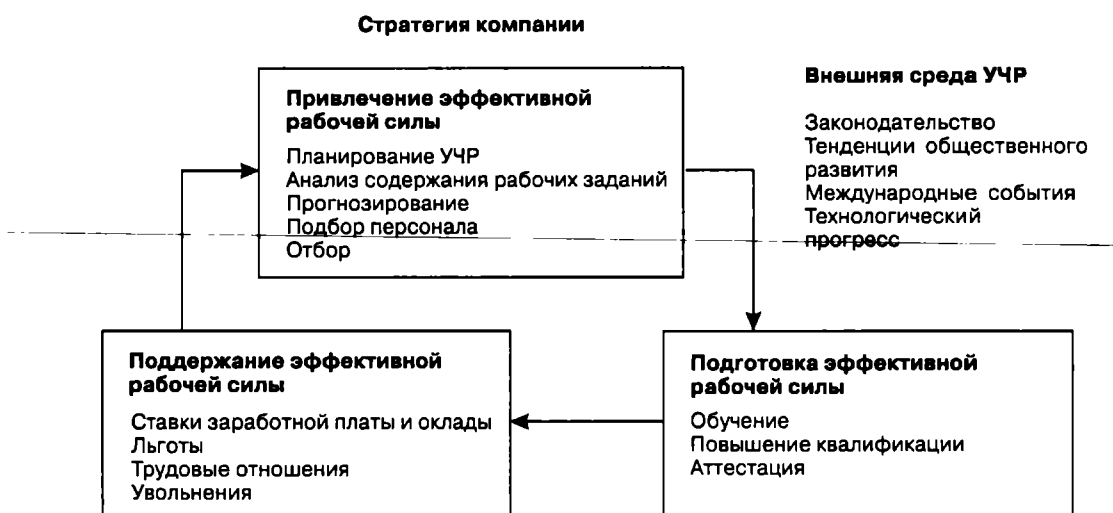 Стратегия компании
Привлечение эффективной
рабочей силы
Планирование УЧР
Анализ содержания рабочих заданий
Прогнозирование
Подбор персонала
Отбор
Внешняя среда УЧР
Законодательство
Тенденции общественного
развития
Международные события
Технологический
прогресс
Поддержание эффективной
рабочей силы
Ставки заработной платы и оклады
Льготы
Трудовые отношения
Увольнения
Подготовка эффективной
рабочей силы
Обучение
Повышение квалификации
Аттестация